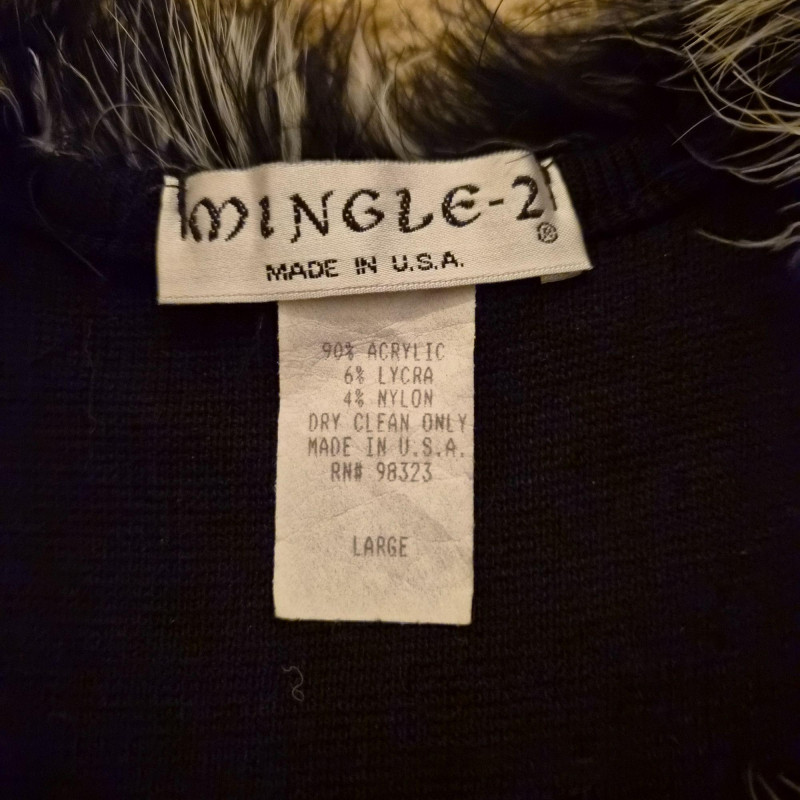 MINGLE-2®
MADE IN U.S.A.
90% ACRYLIC
6% LYCRA
4% NYLON
DRY CLEAN ONLY
MADE IN U.S.A.
RN# 98323
LARGE